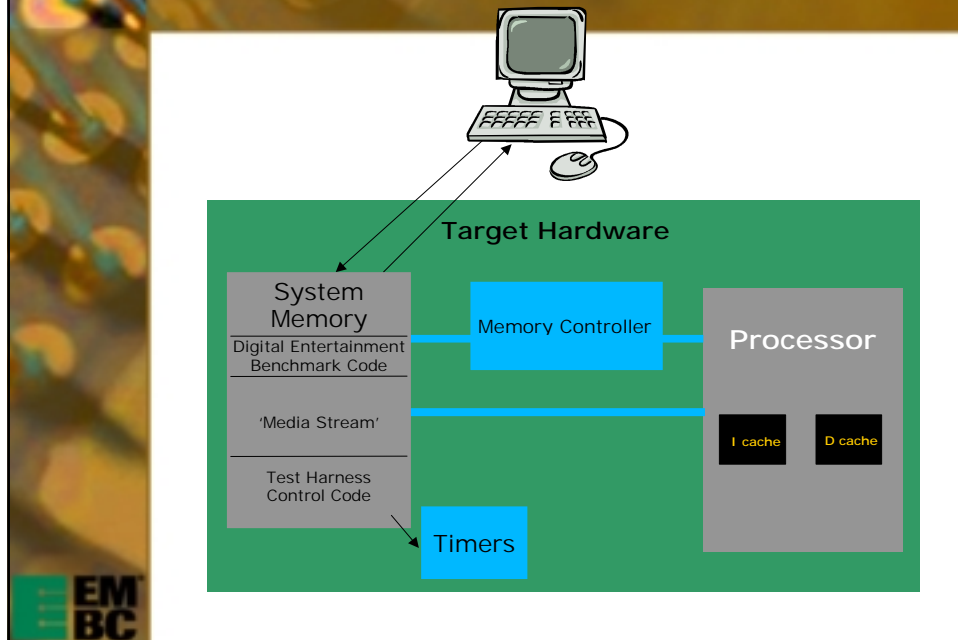 Target Hardware
System
Memory
Digital Entertainment
Benchmark Code
'Media Stream'
Test Harness
Control Code
Memory Controller
Processor
I cache
D cache
Timers
EM
BC